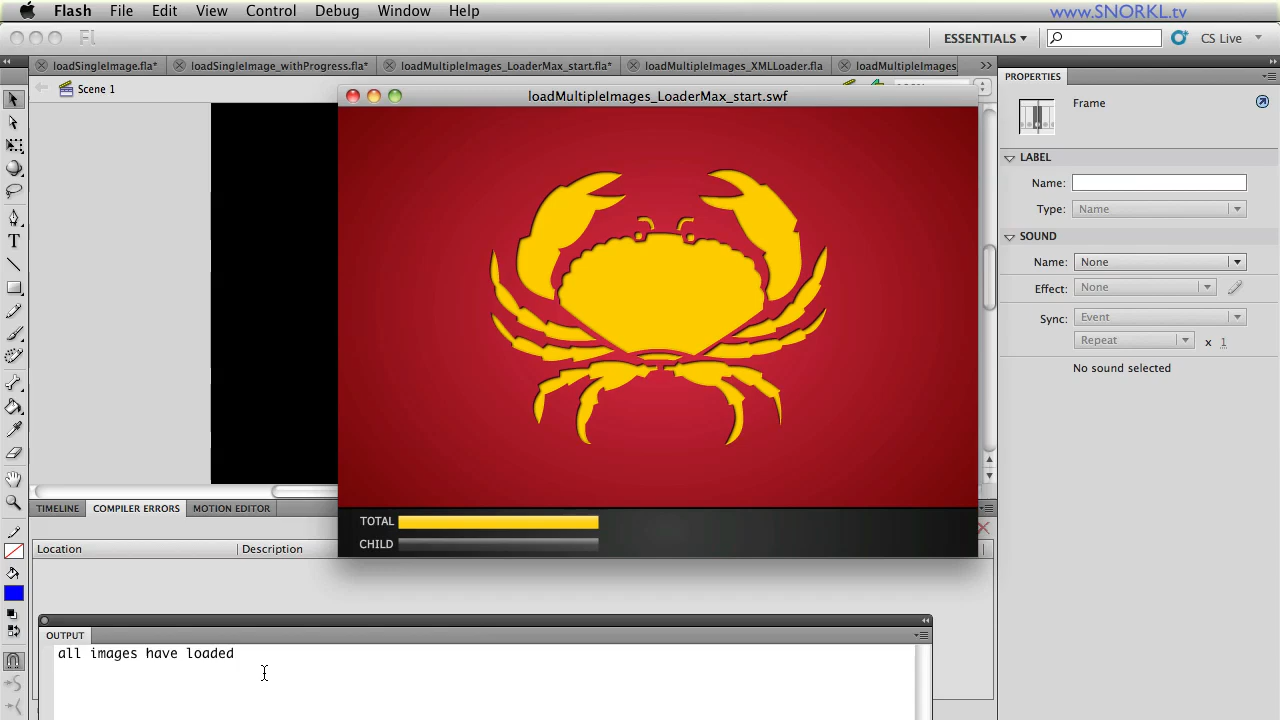 Flash File Edit View Control Debug Window Help
www.SNORKL.tv
Fl
ESSENTIALS
CS Live
loadSingleImage.fla*
loadSingleImage_withProgress.fla*
loadMultipleImages_LoaderMax_start.fla*
loadMultipleImages_XMLLoader.fla
loadMultipleImages
Scene 1
loadMultipleImages_LoaderMax_start.swf
TOTAL
CHILD
PROPERTIES
Frame
LABEL
Name:
Type: Name
SOUND
Name: None
Effect: None
Sync: Event
Repeat x 1
No sound selected
TIMELINE COMPILER ERRORS MOTION EDITOR
Location Description
OUTPUT
all images have loaded